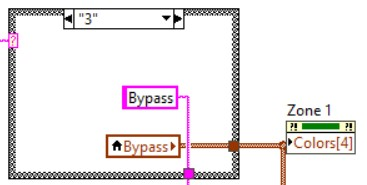 "3"
?
Bypass
Zone 1
?! ?!
Bypass
Colors[4]